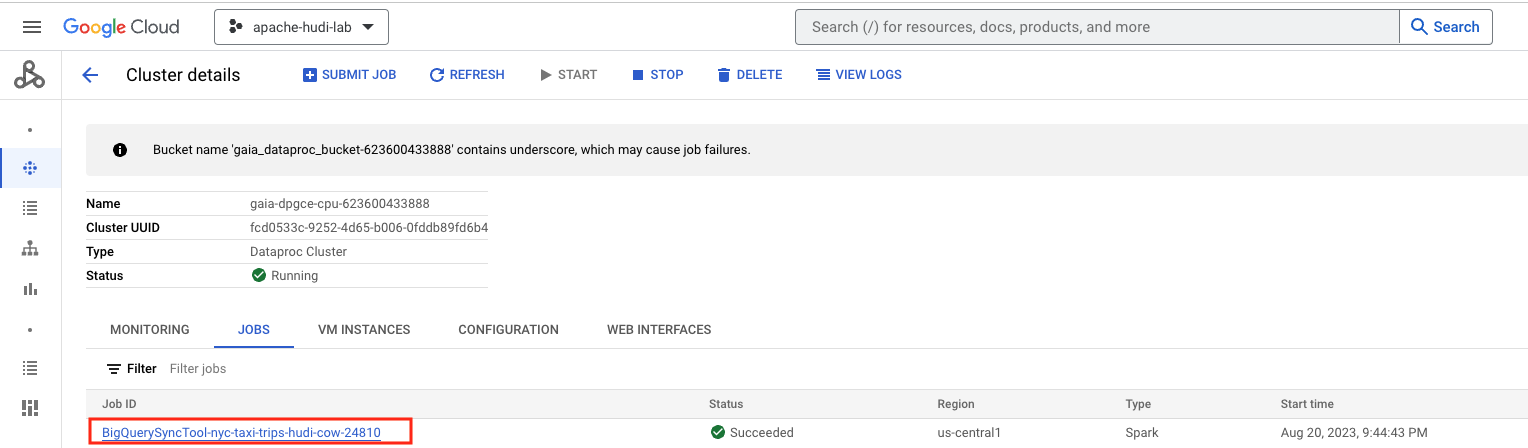 Google Cloud apache-hudi-lab Search (/) for resources, docs, products, and more Search
Cluster details SUBMIT JOB REFRESH START STOP DELETE VIEW LOGS
Bucket name 'gaia_dataproc_bucket-623600433888' contains underscore, which may cause job failures.
Name gaia-dpgce-cpu-623600433888
Cluster UUID fcd0533c-9252-4d65-b006-0fddb89fd6b4
Type Dataproc Cluster
Status Running
MONITORING JOBS VM INSTANCES CONFIGURATION WEB INTERFACES
Filter Filter jobs
Job ID Status Region Type Start time
BigQuerySyncTool-nyc-taxi-trips-hudi-cow-24810 Succeeded us-central1 Spark Aug 20, 2023, 9:44:43 PM